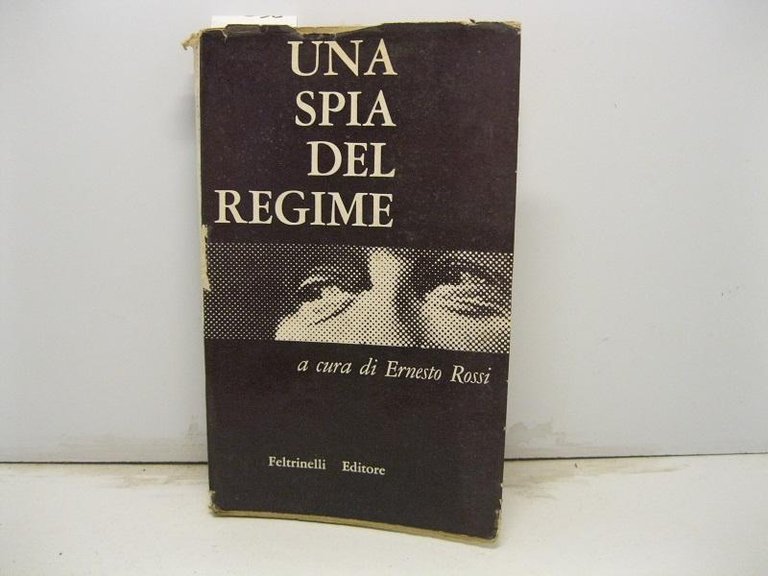 UNA
SPIA
DEL
REGIME
a cura di Ernesto Rossi
Feltrinelli Editore